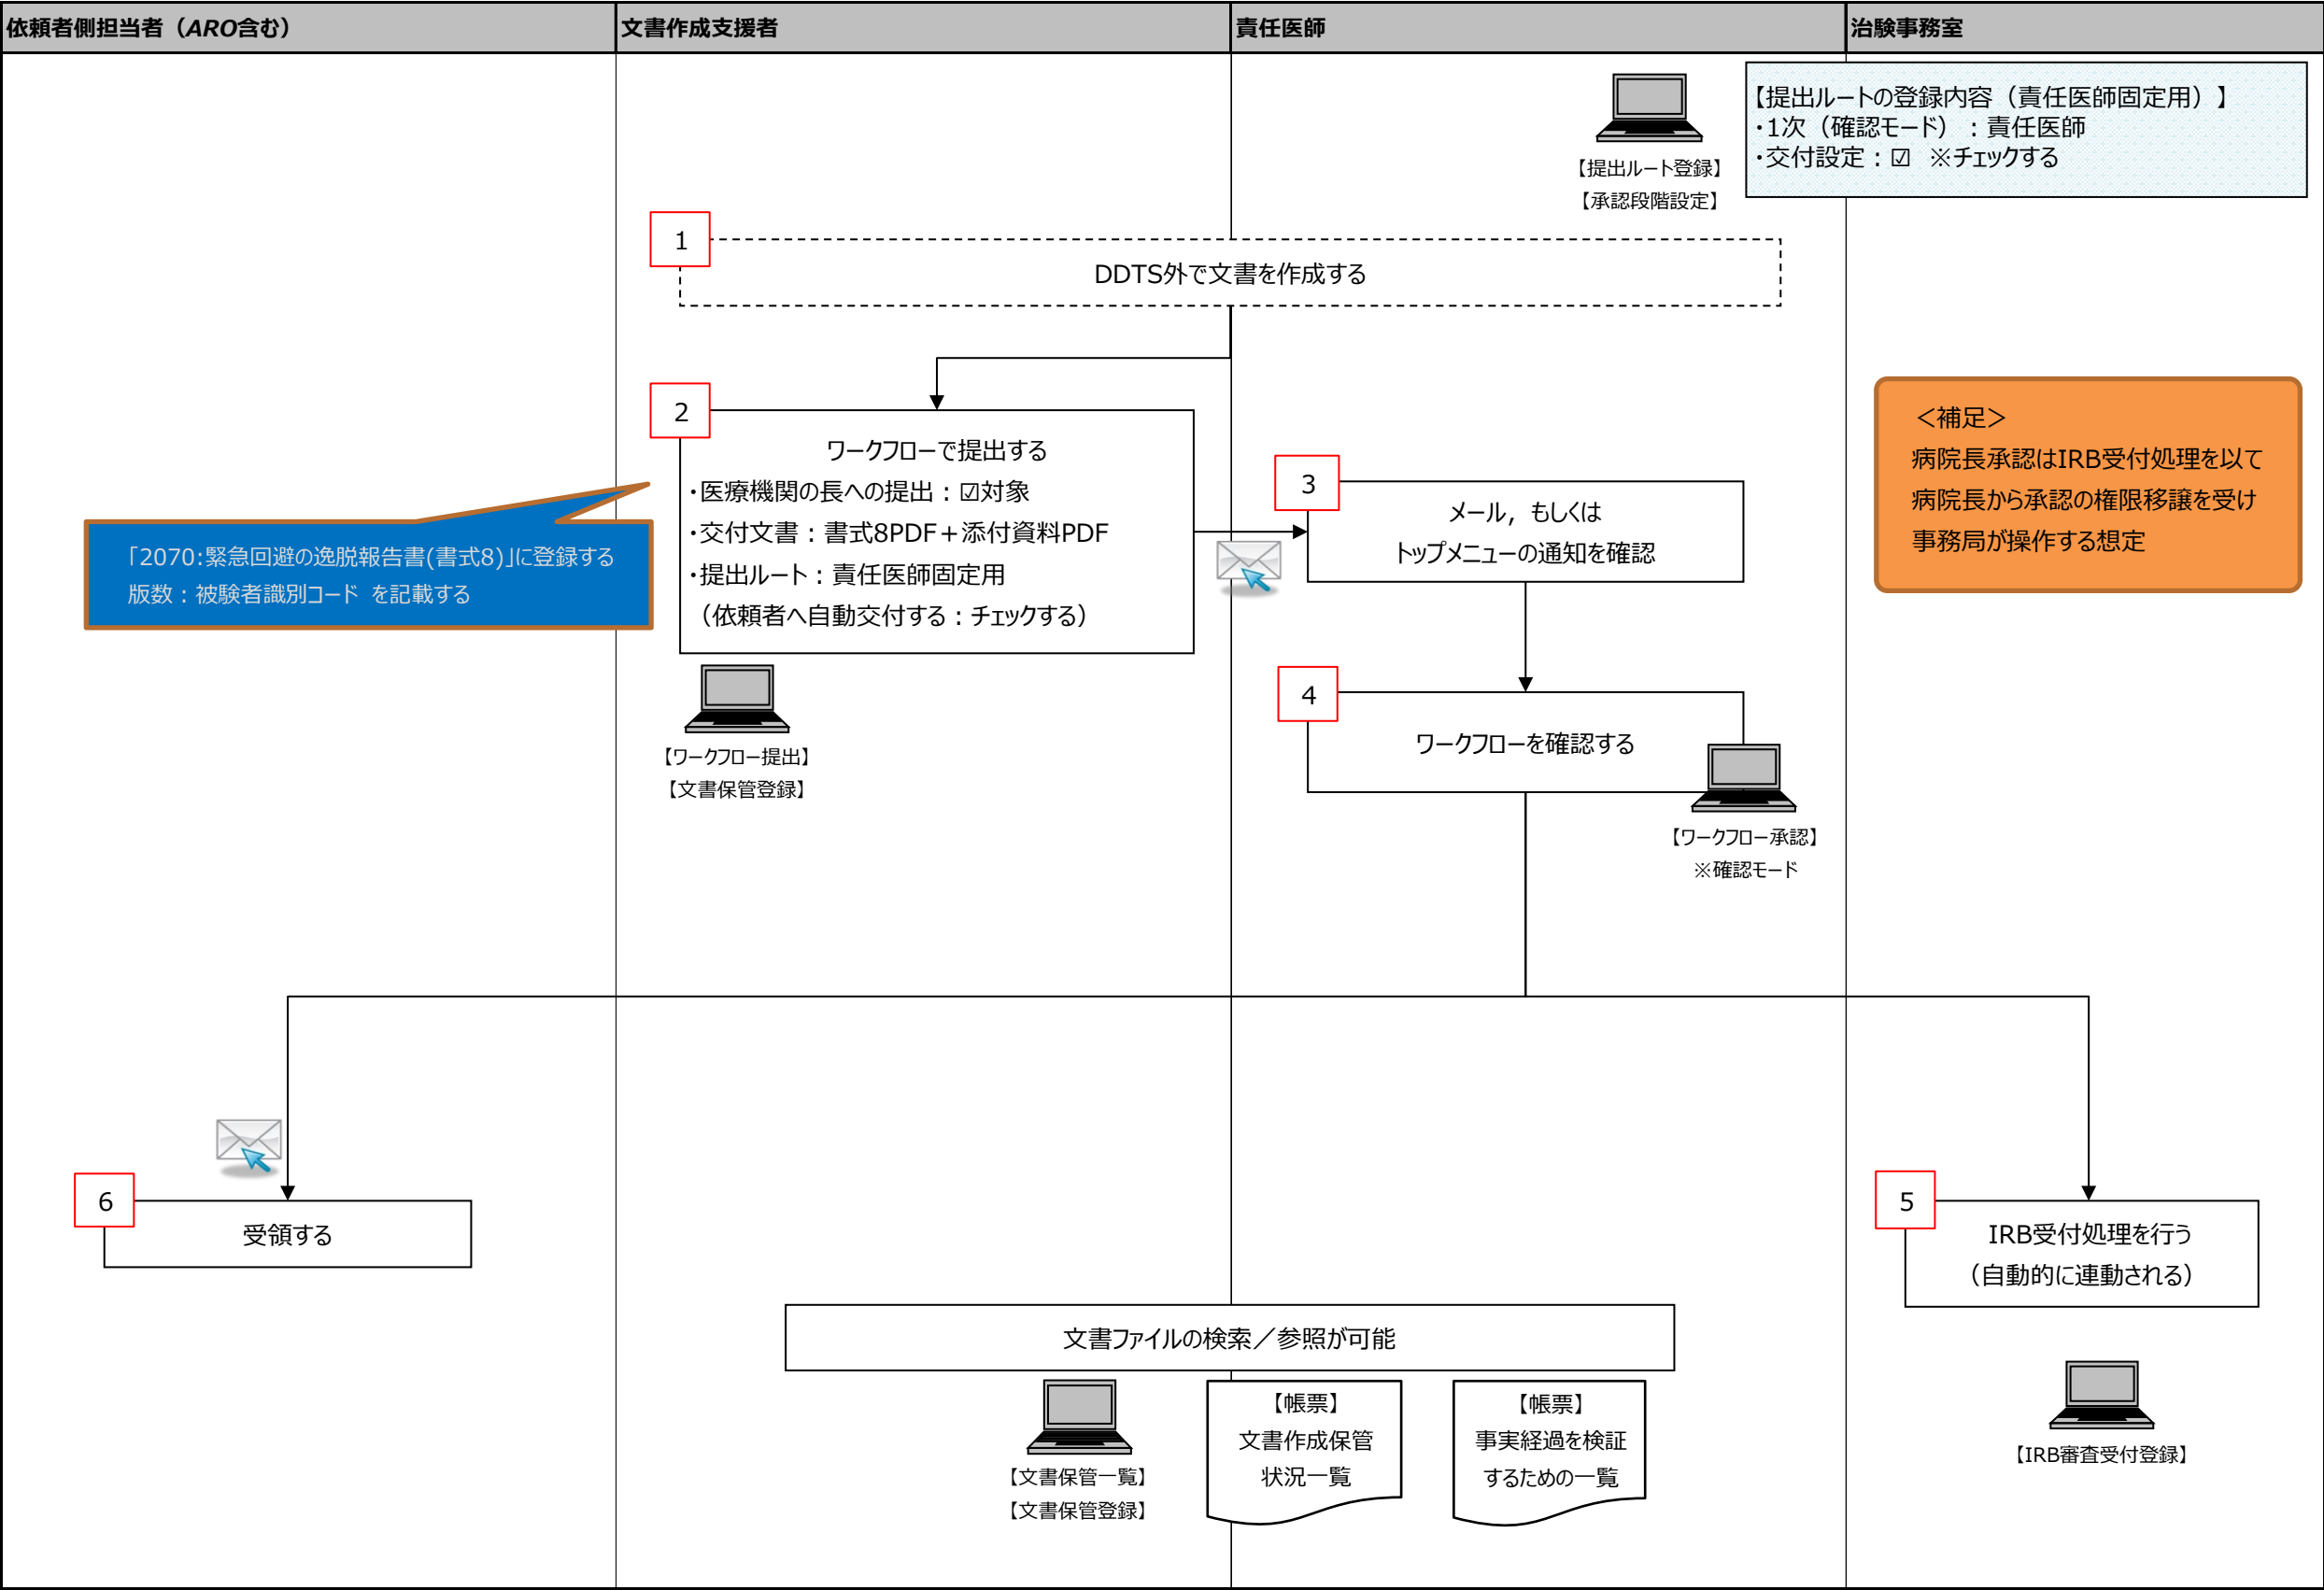 依頼者側担当者（ARO含む）
文書作成支援者
責任医師
治験事務室
【提出ルート登録】
【承認段階設定】
【提出ルートの登録内容（責任医師固定用）】
・1次（確認モード）：責任医師
・交付設定：☑ ※チェックする
1
DDTS外で文書を作成する
2
ワークフローで提出する
・医療機関の長への提出：☑対象
・交付文書：書式8PDF＋添付資料PDF
・提出ルート：責任医師固定用
（依頼者へ自動交付する：チェックする）
「2070:緊急回避の逸脱報告書(書式8)」に登録する
版数：被験者識別コード を記載する
【ワークフロー提出】
【文書保管登録】
3
メール，もしくは
トップメニューの通知を確認
＜補足＞
病院長承認はIRB受付処理を以て
病院長から承認の権限移譲を受け
事務局が操作する想定
4
ワークフローを確認する
【ワークフロー承認】
※確認モード
6
受領する
5
IRB受付処理を行う
（自動的に連動される）
【IRB審査受付登録】
文書ファイルの検索／参照が可能
【文書保管一覧】
【文書保管登録】
【帳票】
文書作成保管
状況一覧
【帳票】
事実経過を検証
するための一覧